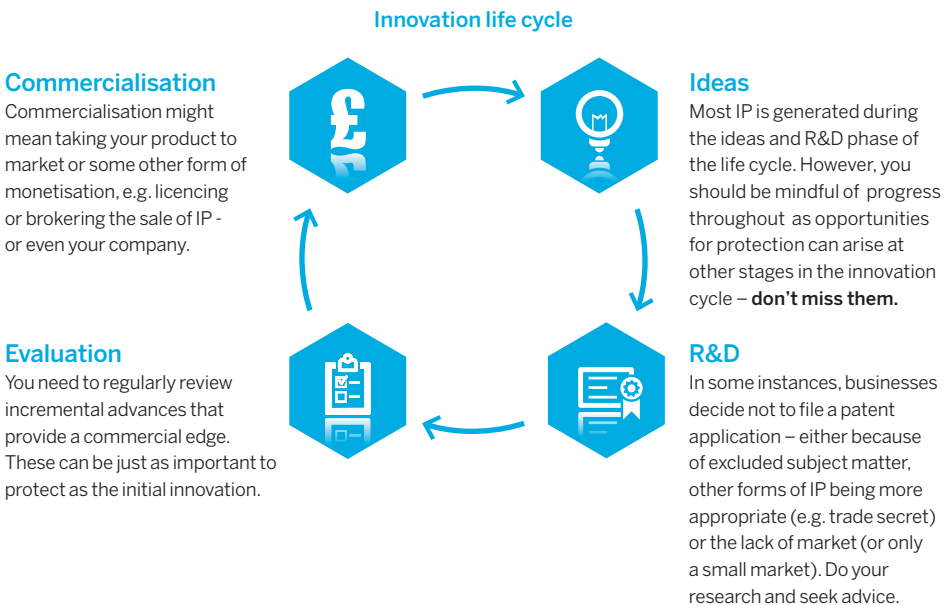 Innovation life cycle
Commercialisation
Commercialisation might
mean taking your product to
market or some other form of
monetisation, e.g. licencing
or brokering the sale of IP -
or even your company.
£
Ideas
Most IP is generated during
the ideas and R&D phase of
the life cycle. However, you
should be mindful of progress
throughout as opportunities
for protection can arise at
other stages in the innovation
cycle – don't miss them.
Evaluation
You need to regularly review
incremental advances that
provide a commercial edge.
These can be just as important to
protect as the initial innovation.
R&D
In some instances, businesses
decide not to file a patent
application – either because
of excluded subject matter,
other forms of IP being more
appropriate (e.g. trade secret)
or the lack of market (or only
a small market). Do your
research and seek advice.